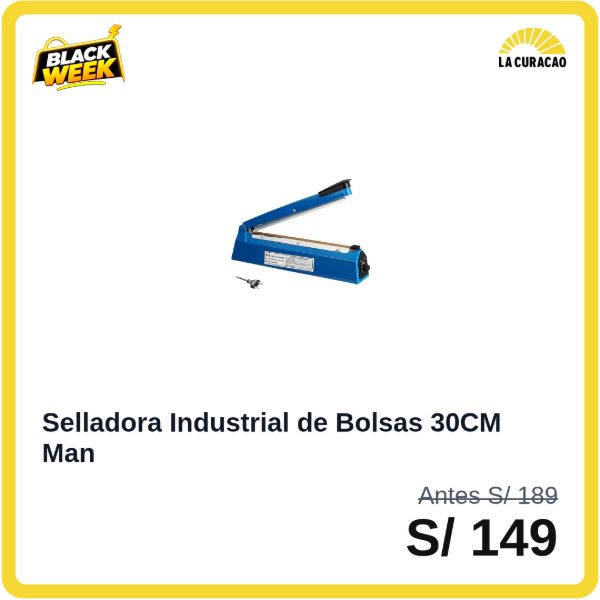 BLACK
WEEK
LA CURACAO
Selladora Industrial de Bolsas 30CM
Man
Antes S/ 189
S/ 149